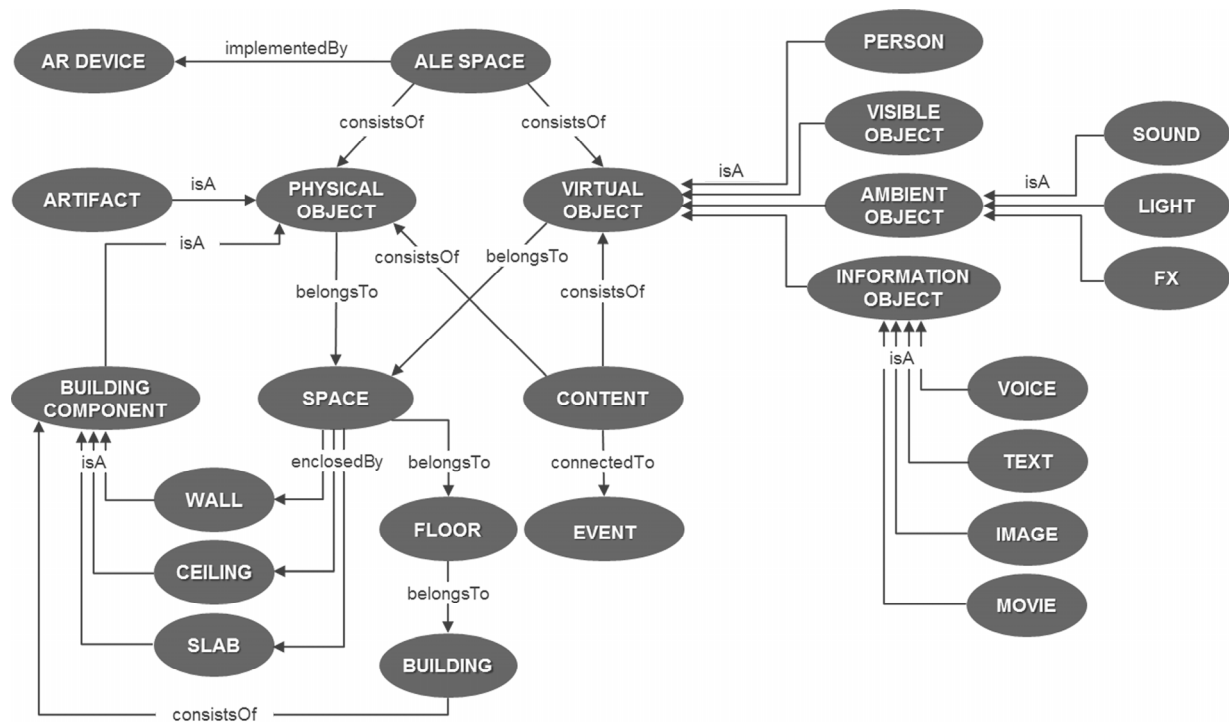 PERSON
implementedBy
AR DEVICE
ALE SPACE
consistsOf
consistsOf
VISIBLE
OBJECT
SOUND
isA
isA
isA
ARTIFACT
PHYSICAL
OBJECT
VIRTUAL
OBJECT
AMBIENT
OBJECT
LIGHT
isA
consistsOf
belongsTo
belongsTo
consistsOf
INFORMATION
OBJECT
FX
isA
BUILDING
COMPONENT
SPACE
CONTENT
VOICE
isA
enclosedBy
belongsTo
connectedTo
TEXT
WALL
FLOOR
EVENT
IMAGE
CEILING
belongsTo
MOVIE
SLAB
BUILDING
consistsOf